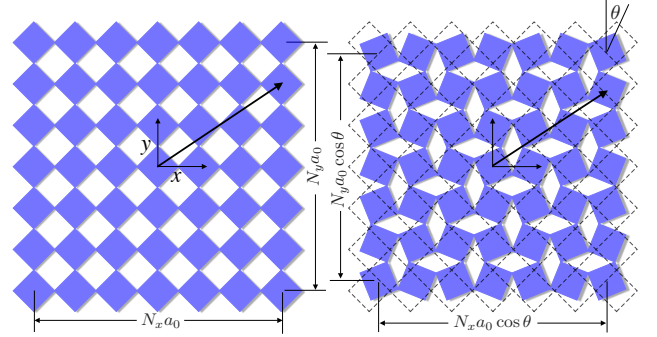 θ
y
x
N_y a_0
N_y a_0 cos θ
N_x a_0
N_x a_0 cos θ